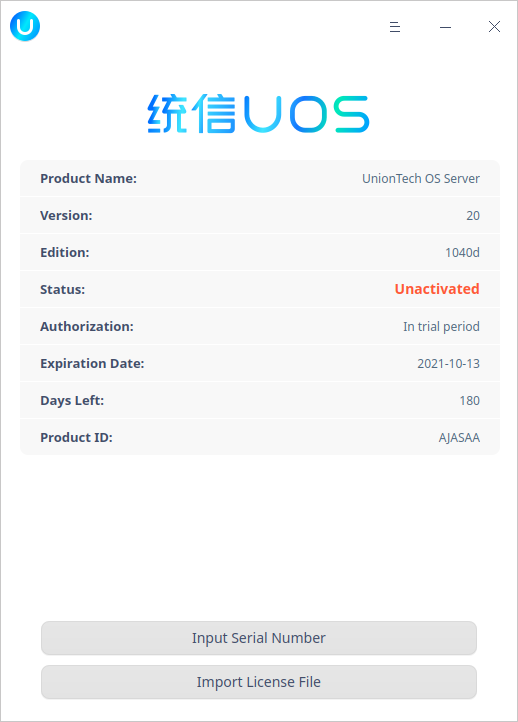 统信UOS
Product Name: UnionTech OS Server
Version: 20
Edition: 1040d
Status: Unactivated
Authorization: In trial period
Expiration Date: 2021-10-13
Days Left: 180
Product ID: AJASAA
Input Serial Number
Import License File